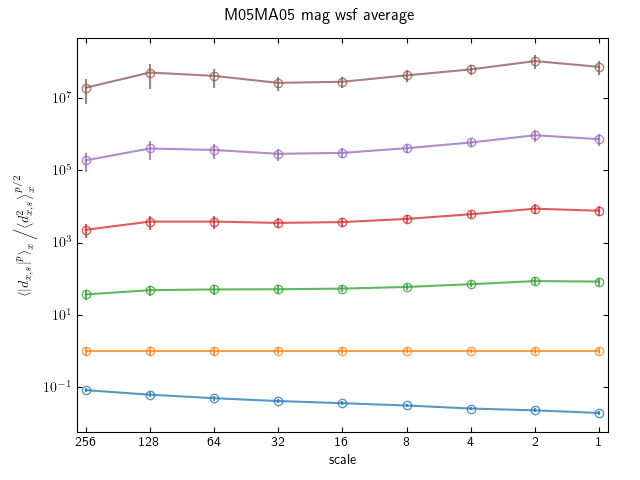 M05MA05 mag wsf average
⟨|d_{x,s}|^p⟩_x / ⟨d_{x,s}^2⟩_x^{p/2}
10^7
10^5
10^3
10^1
10^{−1}
256 128 64 32 16 8 4 2 1
scale